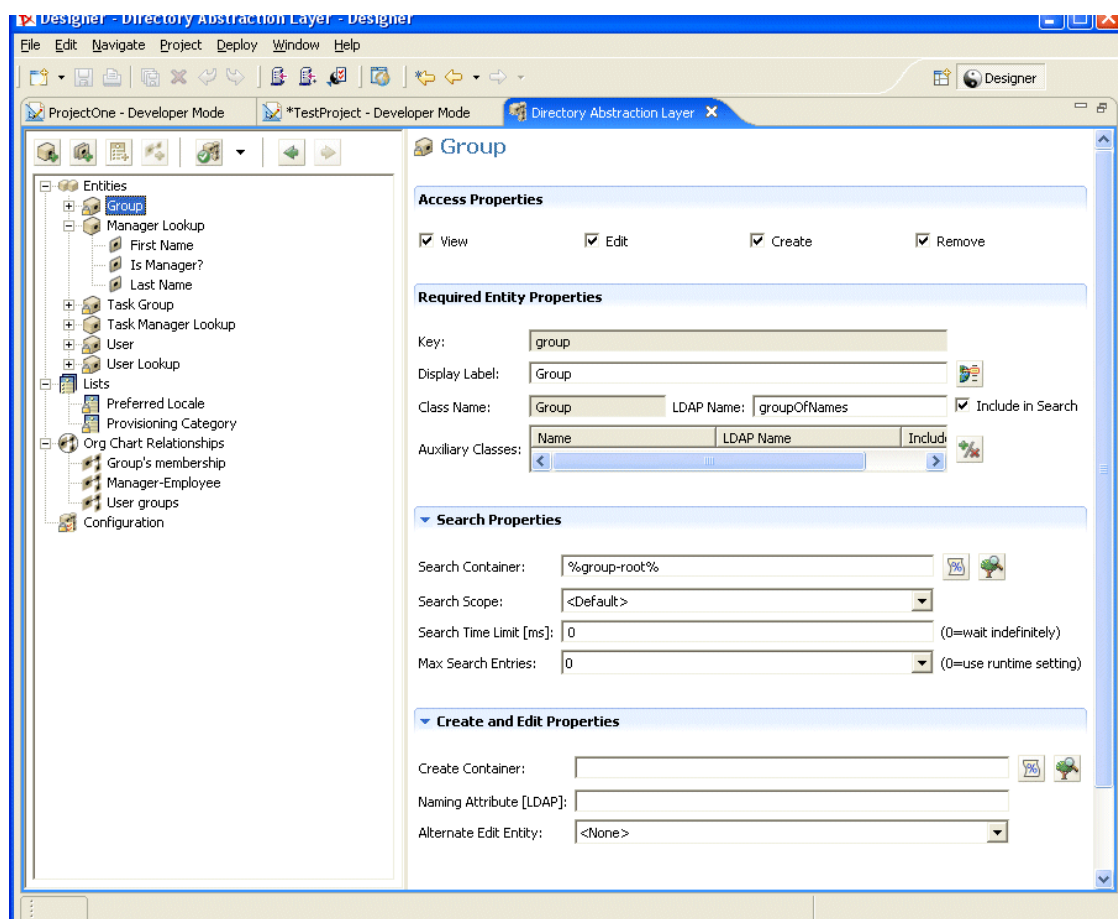 Designer - Directory Abstraction Layer - Designer
File Edit Navigate Project Deploy Window Help
Designer
ProjectOne - Developer Mode *TestProject - Developer Mode Directory Abstraction Layer
Entities
Group
Manager Lookup
First Name
Is Manager?
Last Name
Task Group
Task Manager Lookup
User
User Lookup
Lists
Preferred Locale
Provisioning Category
Org Chart Relationships
Group's membership
Manager-Employee
User groups
Configuration
Group
Access Properties
View Edit Create Remove
Required Entity Properties
Key: group
Display Label: Group
Class Name: Group LDAP Name: groupOfNames Include in Search
Auxiliary Classes: Name LDAP Name Includ
Search Properties
Search Container: %group-root%
Search Scope: <Default>
Search Time Limit [ms]: 0 (0=wait indefinitely)
Max Search Entries: 0 (0=use runtime setting)
Create and Edit Properties
Create Container:
Naming Attribute [LDAP]:
Alternate Edit Entity: <None>